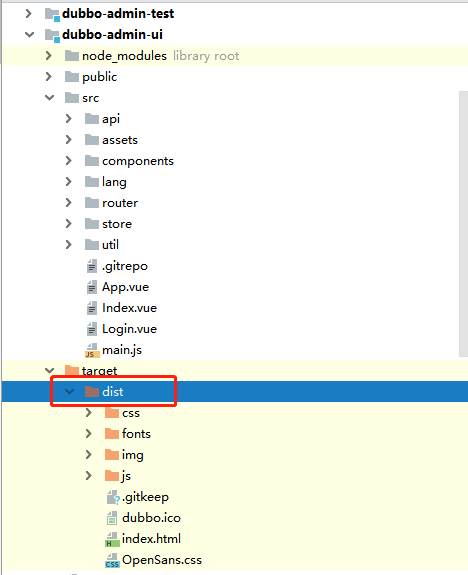 dubbo-admin-test
dubbo-admin-ui
node_modules library root
public
src
api
assets
components
lang
router
store
util
.gitrepo
App.vue
Index.vue
Login.vue
main.js
target
dist
css
fonts
img
js
.gitkeep
dubbo.ico
index.html
OpenSans.css